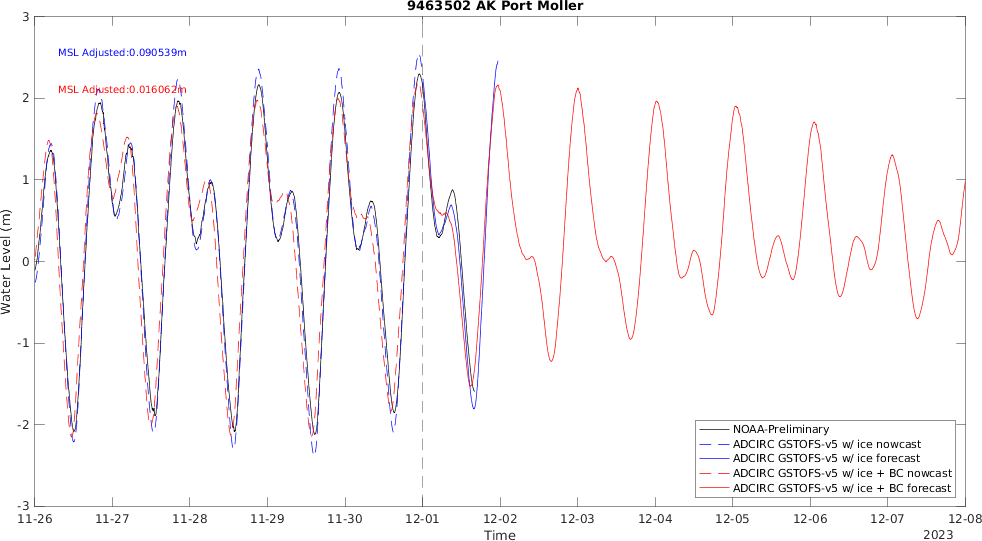 9463502 AK Port Moller
MSL Adjusted:0.090539m
MSL Adjusted:0.016062m
Water Level (m)
3
2
1
0
-1
-2
-3
NOAA-Preliminary
ADCIRC GSTOFS-v5 w/ ice nowcast
ADCIRC GSTOFS-v5 w/ ice forecast
ADCIRC GSTOFS-v5 w/ ice + BC nowcast
ADCIRC GSTOFS-v5 w/ ice + BC forecast
11-26 11-27 11-28 11-29 11-30 12-01 12-02 12-03 12-04 12-05 12-06 12-07 12-08
Time
2023